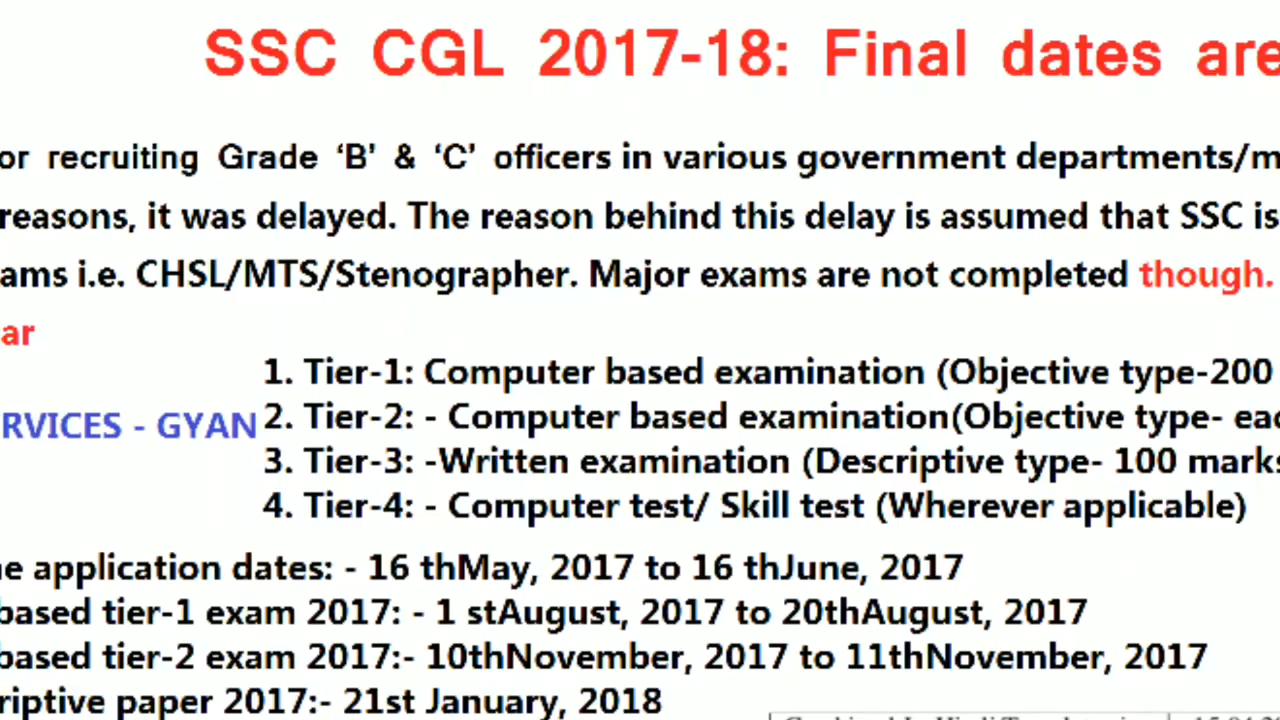 SSC CGL 2017-18: Final dates are
or recruiting Grade ‘B’ & ‘C’ officers in various government departments/m
reasons, it was delayed. The reason behind this delay is assumed that SSC is
ams i.e. CHSL/MTS/Stenographer. Major exams are not completed though.
ar
1. Tier-1: Computer based examination (Objective type-200
RVICES - GYAN
2. Tier-2: - Computer based examination(Objective type- eac
3. Tier-3: -Written examination (Descriptive type- 100 marks
4. Tier-4: - Computer test/ Skill test (Wherever applicable)
e application dates: - 16 thMay, 2017 to 16 thJune, 2017
based tier-1 exam 2017: - 1 stAugust, 2017 to 20thAugust, 2017
based tier-2 exam 2017:- 10thNovember, 2017 to 11thNovember, 2017
riptive paper 2017:- 21st January, 2018